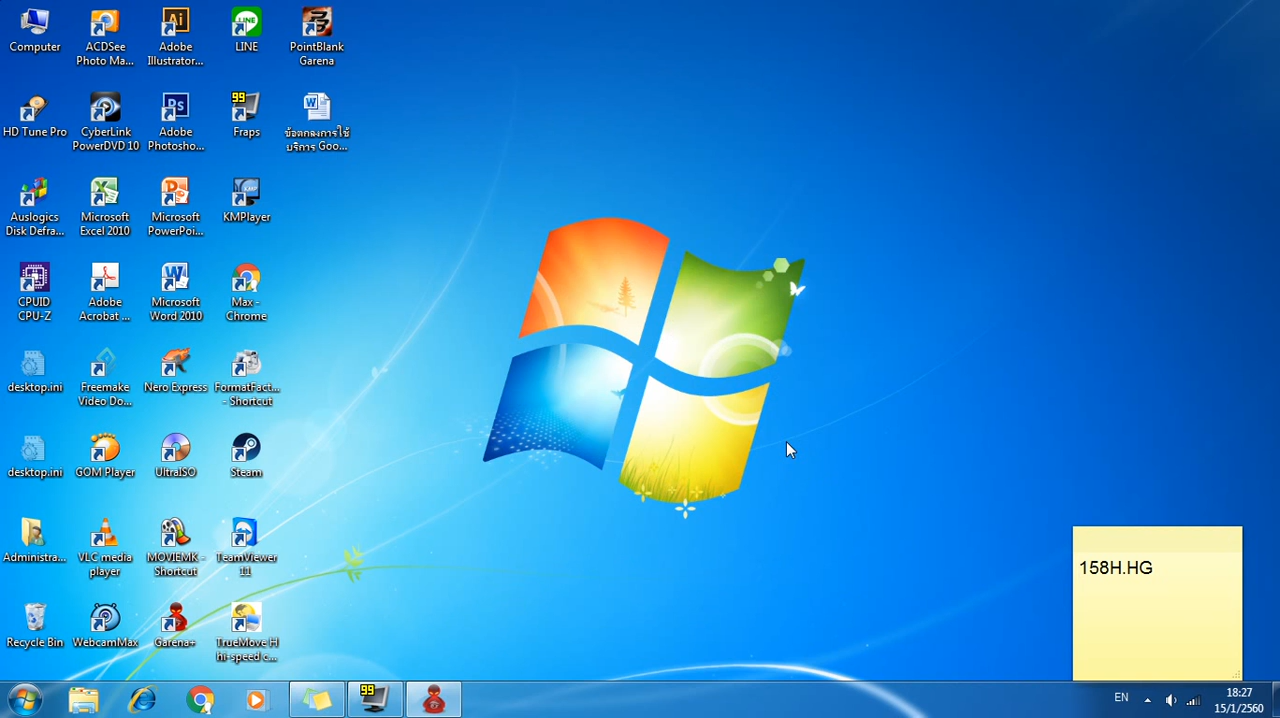 Computer
ACDSee
Photo Ma...
Adobe
Illustrator...
LINE
PointBlank
Garena
HD Tune Pro
CyberLink
PowerDVD 10
Adobe
Photosho...
99
Fraps
ข้อตกลงการใช้
บริการ Goo...
Auslogics
Disk Defra...
Microsoft
Excel 2010
Microsoft
PowerPoi...
KMPlayer
CPUID
CPU-Z
Adobe
Acrobat ...
Microsoft
Word 2010
Max -
Chrome
desktop.ini
Freemake
Video Do...
Nero Express
FormatFact...
- Shortcut
desktop.ini
GOM Player
UltraISO
Steam
Administra...
VLC media
player
MOVIEMK -
Shortcut
TeamViewer
11
158H.HG
Recycle Bin
WebcamMax
Garena+
TrueMove H
hi-speed c...
99
EN
18:27
15/1/2560